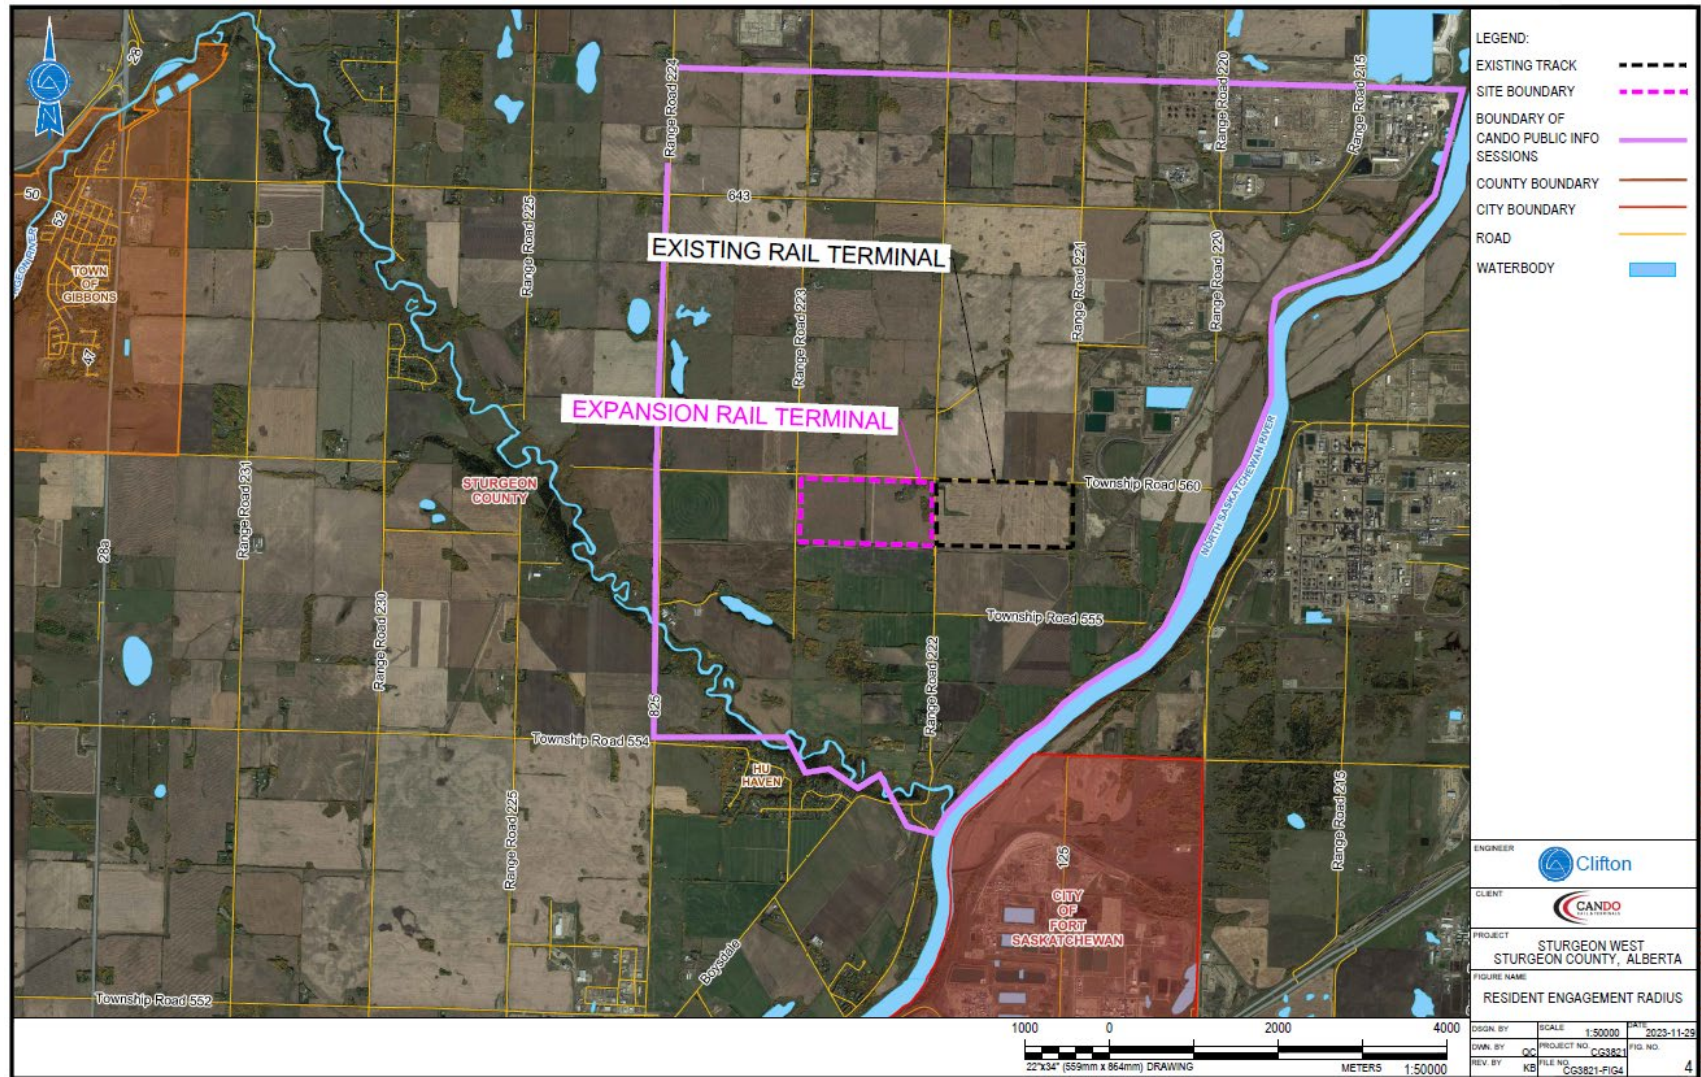 28
Range Road 224
Range Road 220
Range Road 215
50
52
643
Range Road 225
Range Road 221
Range Road 220
EXISTING RAIL TERMINAL
TOWN
OF
GIBBONS
47
Range Road 223
EXPANSION RAIL TERMINAL
NORTH SASKATCHEWAN RIVER
Range Road 231
STURGEON
COUNTY
Township Road 560
28a
Range Road 230
Township Road 555
Range Road 222
825
Township Road 554
HU
HAVEN
Range Road 225
Range Road 215
125
CITY
OF
FORT
SASKATCHEWAN
Boysdale
Township Road 552
LEGEND:
EXISTING TRACK
SITE BOUNDARY
BOUNDARY OF
CANDO PUBLIC INFO
SESSIONS
COUNTY BOUNDARY
CITY BOUNDARY
ROAD
WATERBODY
ENGINEER
Clifton
CLIENT
CANDO
RAIL & TERMINALS
PROJECT
STURGEON WEST
STURGEON COUNTY, ALBERTA
FIGURE NAME
RESIDENT ENGAGEMENT RADIUS
DSGN. BY SCALE 1:50000 DATE 2023-11-29
DWN. BY QC PROJECT NO. CG3821 FIG. NO. 4
REV. BY KB FILE NO. CG3821-FIG4
1000 0 2000 4000
22"x34" (559mm x 864mm) DRAWING METERS 1:50000